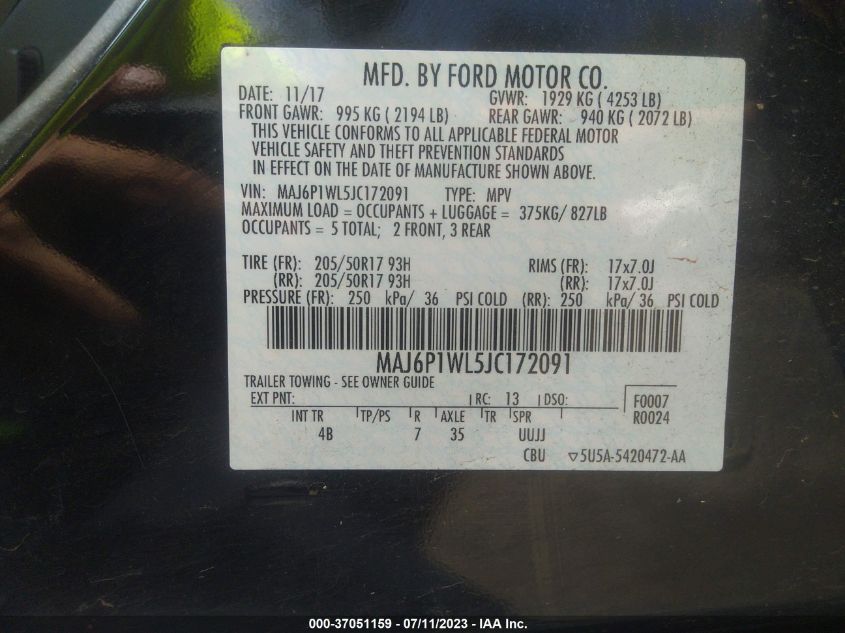 MFD. BY FORD MOTOR CO.
DATE: 11/17 GVWR: 1929 KG ( 4253 LB)
FRONT GAWR: 995 KG ( 2194 LB) REAR GAWR: 940 KG ( 2072 LB)
THIS VEHICLE CONFORMS TO ALL APPLICABLE FEDERAL MOTOR
VEHICLE SAFETY AND THEFT PREVENTION STANDARDS
IN EFFECT ON THE DATE OF MANUFACTURE SHOWN ABOVE.
VIN: MAJ6P1WL5JC172091 TYPE: MPV
MAXIMUM LOAD = OCCUPANTS + LUGGAGE = 375KG/ 827LB
OCCUPANTS = 5 TOTAL; 2 FRONT, 3 REAR
TIRE (FR): 205/50R17 93H RIMS (FR): 17x7.0J
(RR): 205/50R17 93H (RR): 17x7.0J
PRESSURE (FR): 250 kPa/ 36 PSI COLD (RR): 250 kPa/ 36 PSI COLD
MAJ6P1WL5JC172091
TRAILER TOWING - SEE OWNER GUIDE
EXT PNT: RC: 13 DSO: F0007
R0024
INT TR TP/PS R AXLE TR SPR
4B 7 35 UUJJ
CBU ▽5U5A-5420472-AA
000-37051159 - 07/11/2023 - IAA Inc.